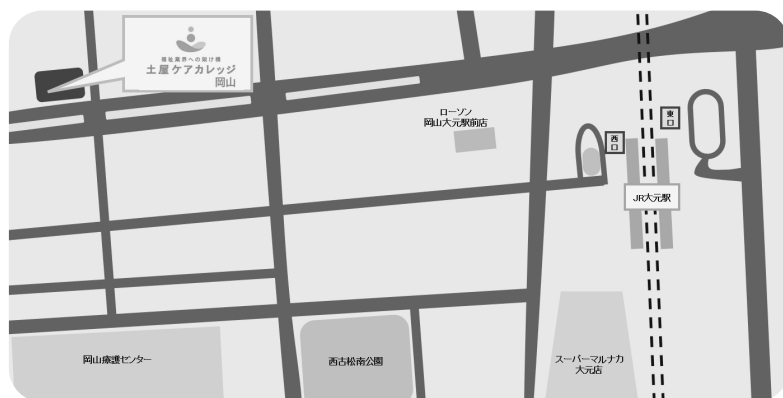 福祉業界への架け橋
土屋ケアカレッジ
岡山
ローソン
岡山大元駅前店
西口
東口
JR大元駅
岡山療護センター
西古松南公園
スーパーマルナカ
大元店